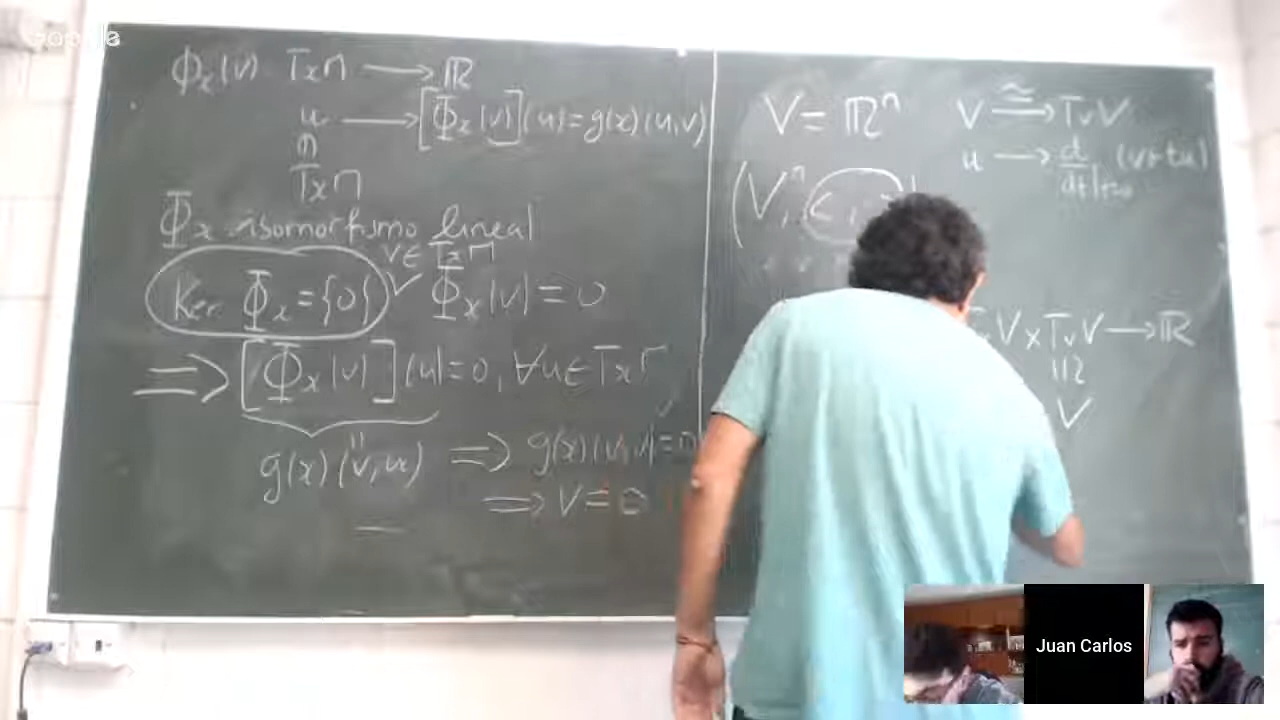 Φₓ(v) TₓM ⟶ ℝ
u ⟶ [Φₓ(v)](u) = g(x)(u,v)
∈
TₓM
Φₓ isomorfismo lineal
v ∈ TₓM
Ker Φₓ = {0} ✓ Φₓ(v) = 0
⟹ [Φₓ(v)](u) = 0, ∀u ∈ TₓM
g(x)(v,u) ⟹ g(x)(v,v) = 0
⟹ v = 0
V = ℝⁿ
V ≅⟶ TᵥV
u ⟶ d/dt|t=0 (v+tu)
(Vⁿ, < ,
V × TᵥV ⟶ ℝ
V
Juan Carlos